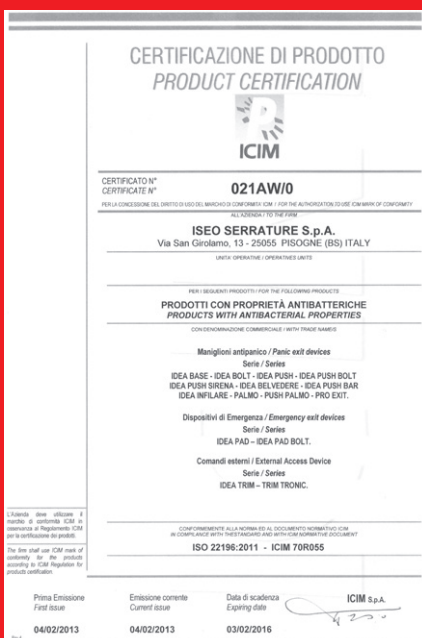 CERTIFICAZIONE DI PRODOTTO
PRODUCT CERTIFICATION
P
ICIM
CERTIFICATO N°
CERTIFICATE N°
021AW/0
PER LA CONCESSIONE DEL DIRITTO DI USO DEL MARCHIO DI CONFORMITÀ ICIM / FOR THE AUTHORIZATION TO USE ICIM MARK OF CONFORMITY
ALL'AZIENDA / TO THE FIRM
ISEO SERRATURE S.p.A.
Via San Girolamo, 13 - 25055 PISOGNE (BS) ITALY
UNITA' OPERATIVE / OPERATIVES UNITS
PER I SEGUENTI PRODOTTI / FOR THE FOLLOWING PRODUCTS
PRODOTTI CON PROPRIETÀ ANTIBATTERICHE
PRODUCTS WITH ANTIBACTERIAL PROPERTIES
CON DENOMINAZIONE COMMERCIALE / WITH TRADE NAMES
Maniglioni antipanico / Panic exit devices
Serie / Series
IDEA BASE - IDEA BOLT - IDEA PUSH - IDEA PUSH BOLT
IDEA PUSH SIRENA - IDEA BELVEDERE - IDEA PUSH BAR
IDEA INFILARE - PALMO - PUSH PALMO - PRO EXIT.
Dispositivi di Emergenza / Emergency exit devices
Serie / Series
IDEA PAD – IDEA PAD BOLT.
Comandi esterni / External Access Device
Serie / Series
IDEA TRIM – TRIM TRONIC.
L'Azienda deve utilizzare il
marchio di conformità ICIM in
osservanza al Regolamento ICIM
per la certificazione dei prodotti.
The firm shall use ICIM mark of
conformity for the products
according to ICIM Regulation for
products certification.
CONFORMEMENTE ALLA NORMA ED AL DOCUMENTO NORMATIVO ICIM
IN COMPLIANCE WITH THESTANDARD AND WITH ICIM NORMATIVE DOCUMENT
ISO 22196:2011 - ICIM 70R055
Prima Emissione
First issue
04/02/2013
Emissione corrente
Current issue
04/02/2013
Data di scadenza
Expiring date
03/02/2016
ICIM S.p.A.